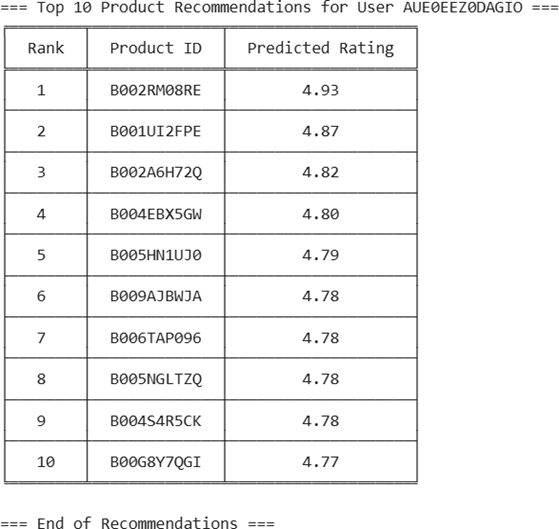 === Top 10 Product Recommendations for User AUE0EEZ0DAGIO ===
Rank Product ID Predicted Rating
1 B002RM08RE 4.93
2 B001UI2FPE 4.87
3 B002A6H72Q 4.82
4 B004EBX5GW 4.80
5 B005HN1UJ0 4.79
6 B009AJBWJA 4.78
7 B006TAP096 4.78
8 B005NGLTZQ 4.78
9 B004S4R5CK 4.78
10 B00G8Y7QGI 4.77
=== End of Recommendations ===